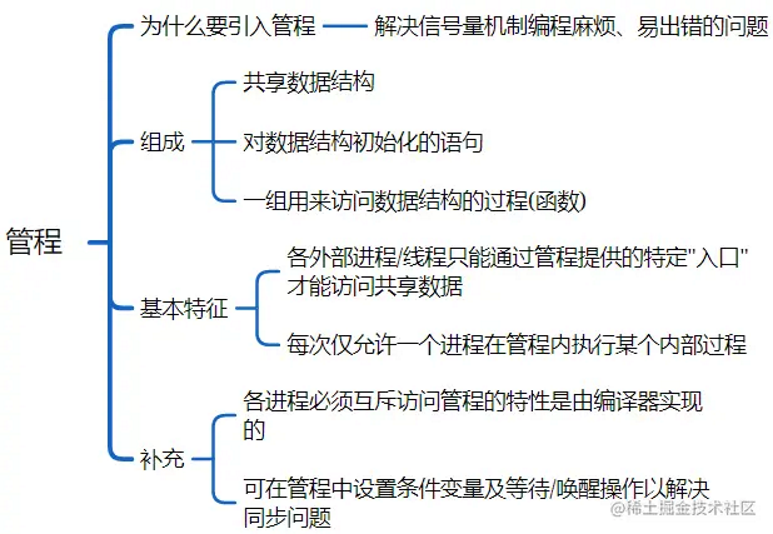 管程
为什么要引入管程
解决信号量机制编程麻烦、易出错的问题
组成
共享数据结构
对数据结构初始化的语句
一组用来访问数据结构的过程(函数)
基本特征
各外部进程/线程只能通过管程提供的特定"入口"
才能访问共享数据
每次仅允许一个进程在管程内执行某个内部过程
补充
各进程必须互斥访问管程的特性是由编译器实现
的
可在管程中设置条件变量及等待/唤醒操作以解决
同步问题
@稀土掘金技术社区